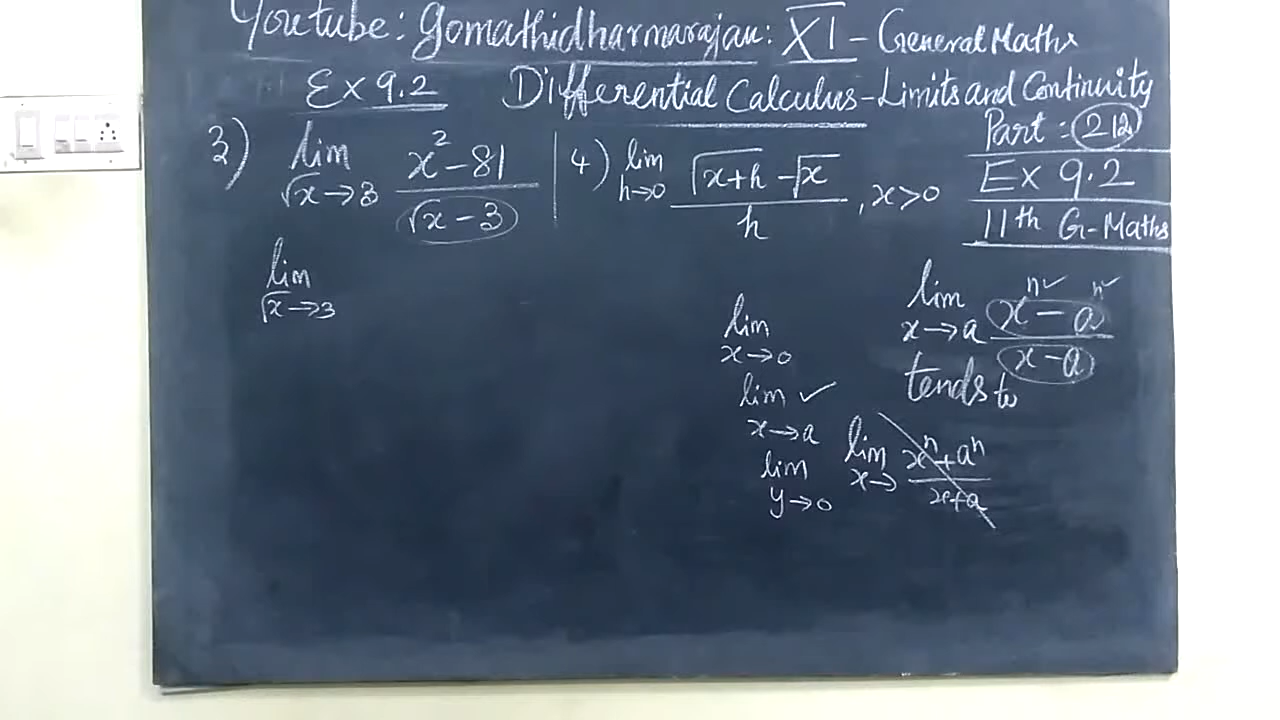 Youtube: gomathidharmarajan: XI - General Maths
Ex 9.2 Differential Calculus - Limits and Continuity
Part: 212
Ex 9.2
11th G-Maths
3) lim √x→3 x²-81 / √x-3
4) lim h→0 √x+h - √x / h, x>0
lim √x→3
lim x→0
lim ✓ x→a
lim y→0
lim x→a xⁿ✓ - aⁿ✓ / x-a
tends to
lim x→ xⁿ+aⁿ / x+a